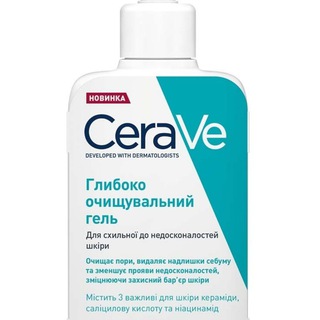 НОВИНКА
CeraVe
DEVELOPED WITH DERMATOLOGISTS
Глибоко
очищувальний
гель
Для схильної до недосконалостей
шкіри
Очищає пори, видаляє надлишки себуму
та зменшує прояви недосконалостей,
зміцнюючи захисний бар'єр шкіри
Містить 3 важливі для шкіри кераміди,
саліцилову кислоту та ніацинамід